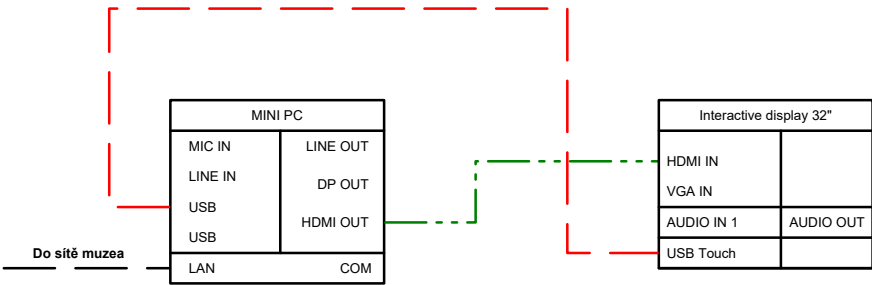 MINI PC
MIC IN
LINE OUT
LINE IN
DP OUT
USB
HDMI OUT
USB
LAN
COM
Do sítě muzea
Interactive display 32"
HDMI IN
VGA IN
AUDIO IN 1
AUDIO OUT
USB Touch